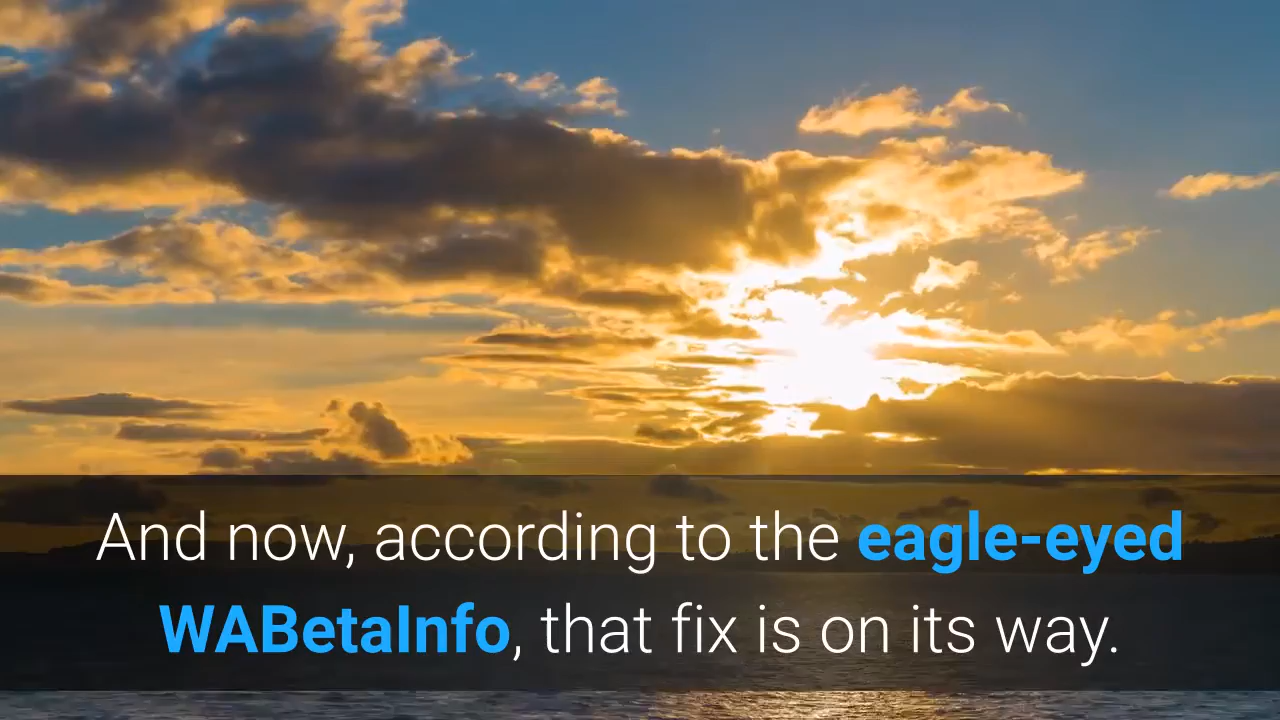 And now, according to the eagle-eyed
WABetaInfo, that fix is on its way.